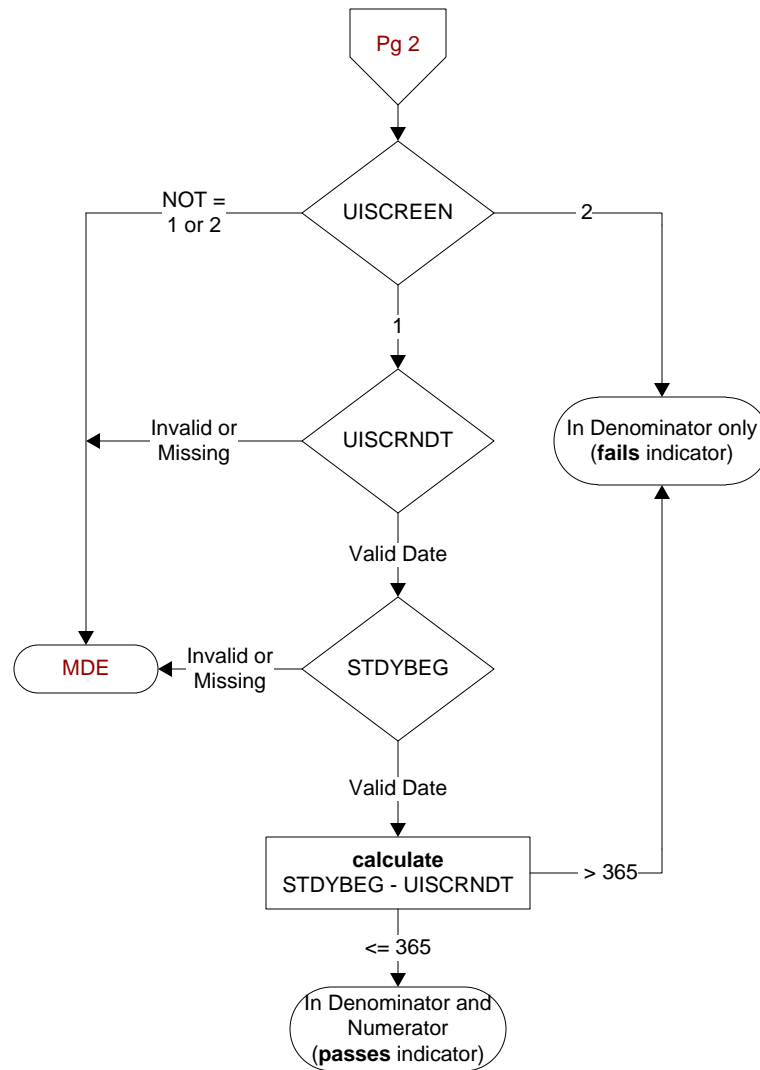 Pg 2
NOT =
1 or 2
UISCREEN
2
1
Invalid or
Missing
UISCRNDT
In Denominator only
(fails indicator)
Valid Date
MDE
Invalid or
Missing
STDYBEG
Valid Date
calculate
STDYBEG - UISCRNDT
> 365
<= 365
In Denominator and
Numerator
(passes indicator)